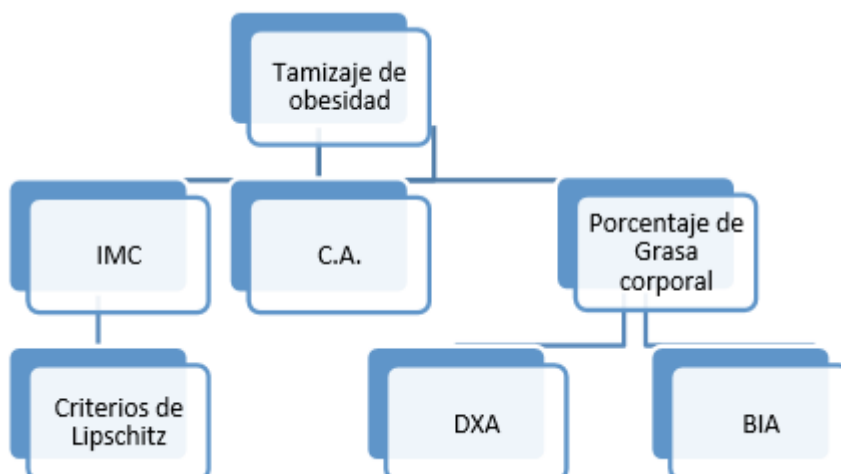 Tamizaje de
obesidad
IMC
C.A.
Porcentaje de
Grasa
corporal
Criterios de
Lipschitz
DXA
BIA